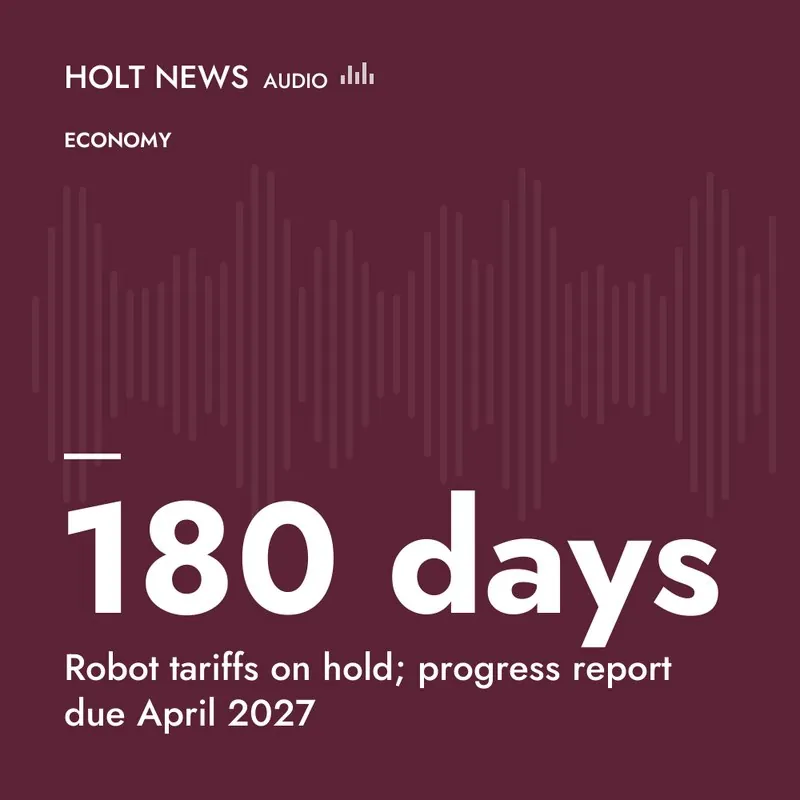 HOLT NEWS AUDIO
ECONOMY
180 days
Robot tariffs on hold; progress report
due April 2027